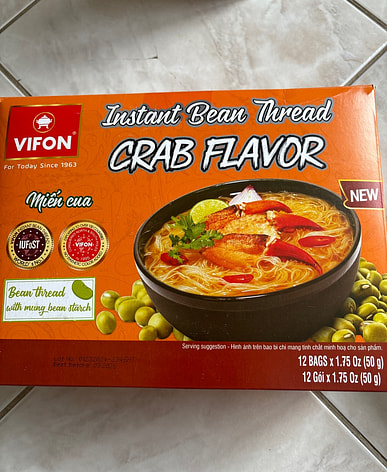 Instant Bean Thread
CRAB FLAVOR
VIFON®
For Today Since 1963
Miến cua
NEW
IUFoST
VIFON
Bean thread
with mung bean starch
Serving suggestion - Hình ảnh trên bao bì chỉ mang tính chất minh họa cho sản phẩm.
12 BAGS x 1.75 Oz (50 g)
12 Gói x 1.75 Oz (50 g)